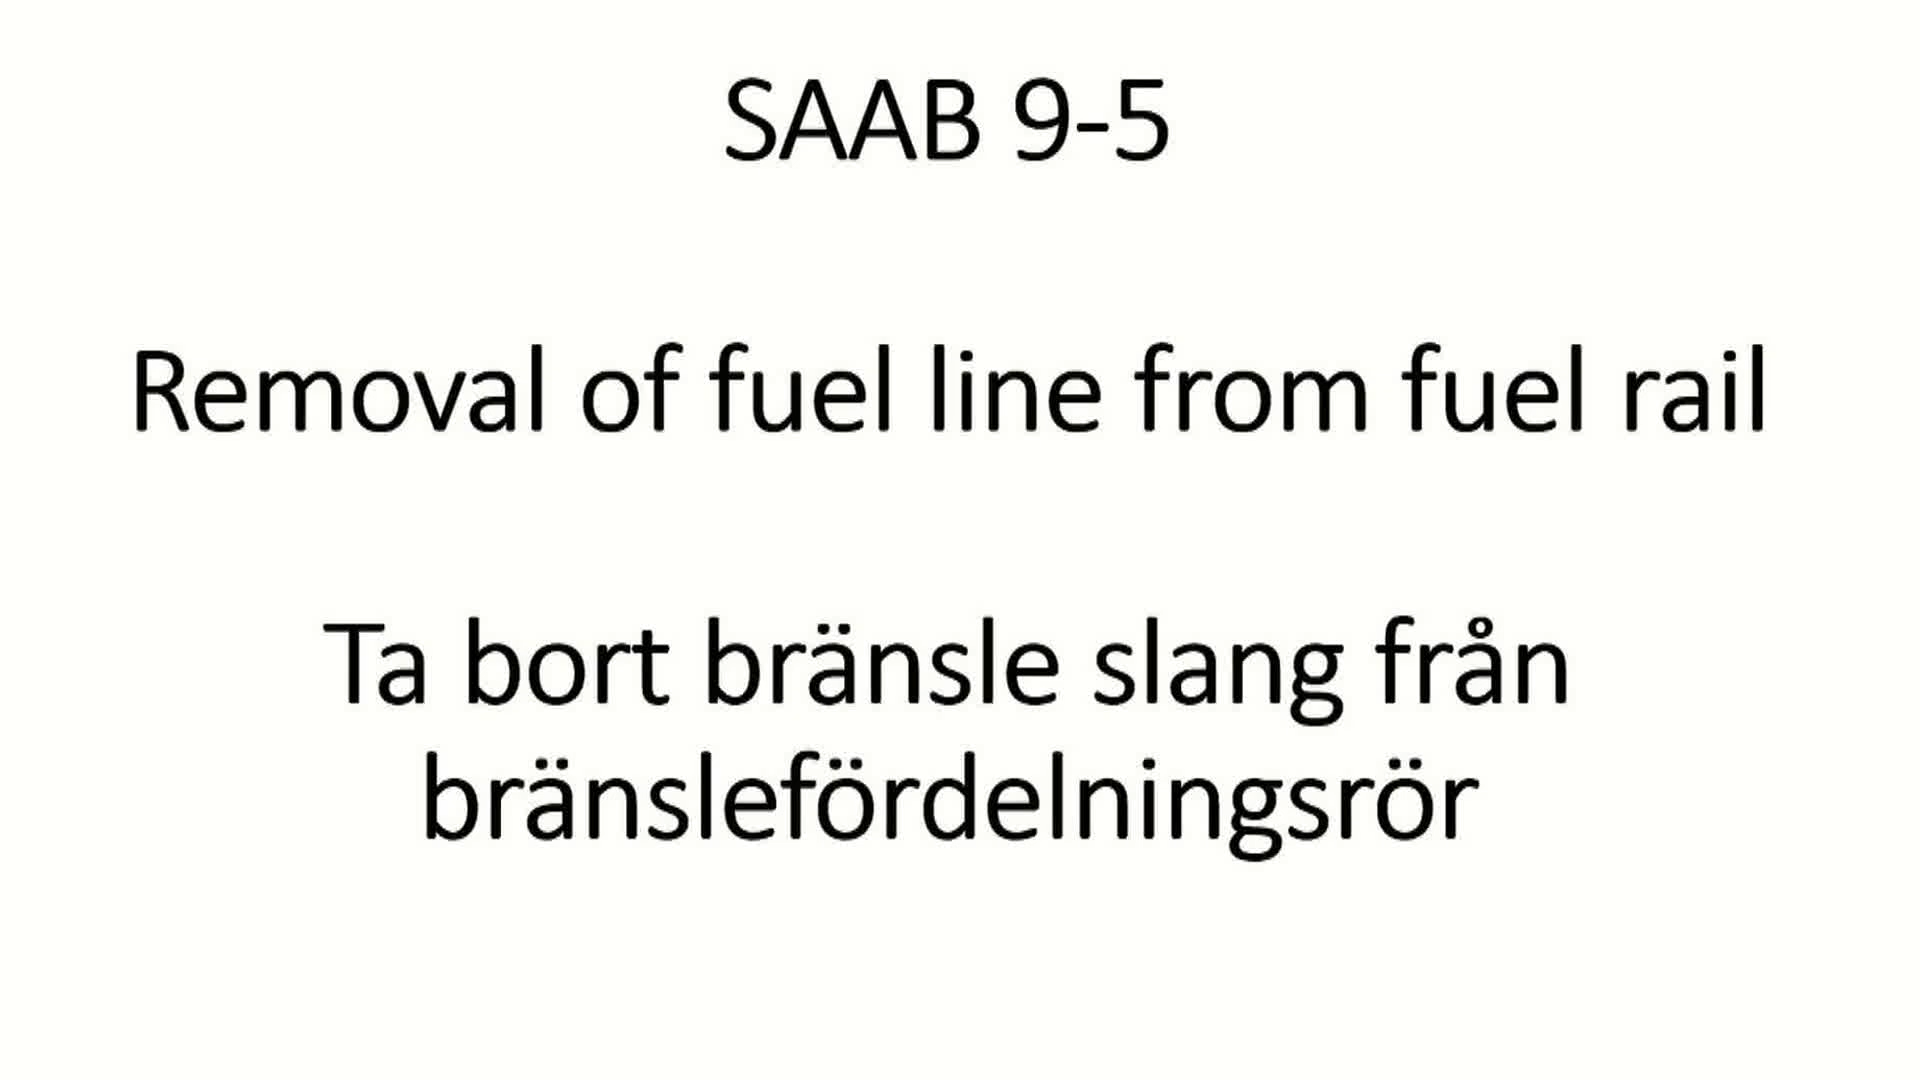 SAAB 9-5
Removal of fuel line from fuel rail
Ta bort bränsle slang från
bränslefördelningsrör